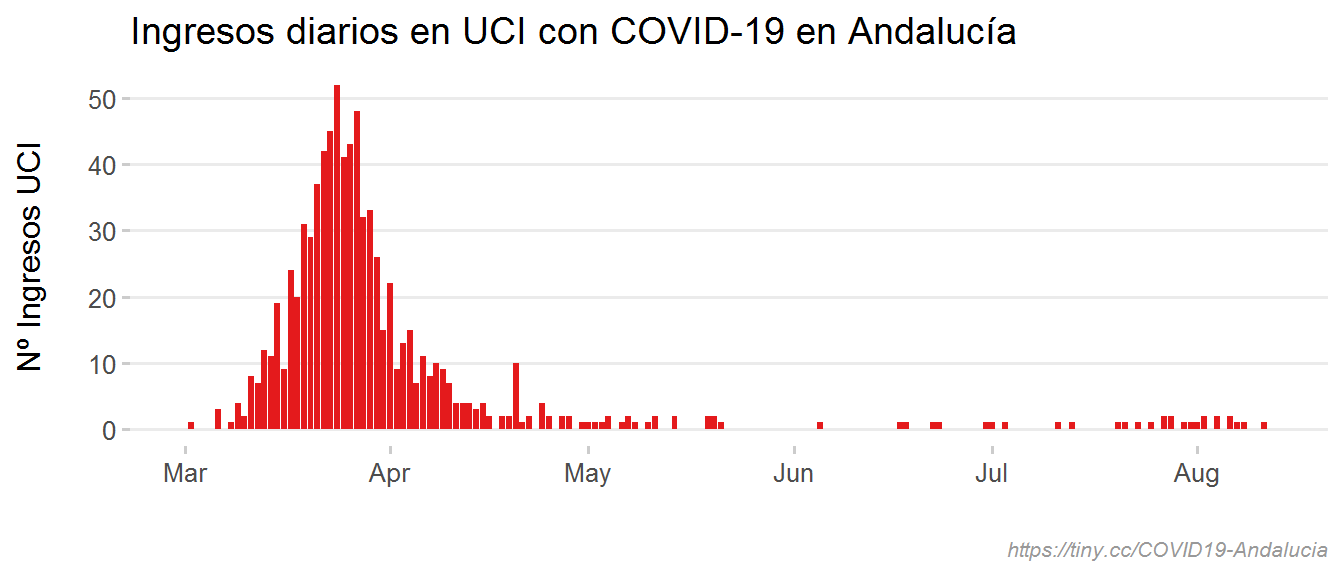 Ingresos diarios en UCI con COVID-19 en Andalucía
Nº Ingresos UCI
50
40
30
20
10
0
Mar Apr May Jun Jul Aug
https://tiny.cc/COVID19-Andalucia